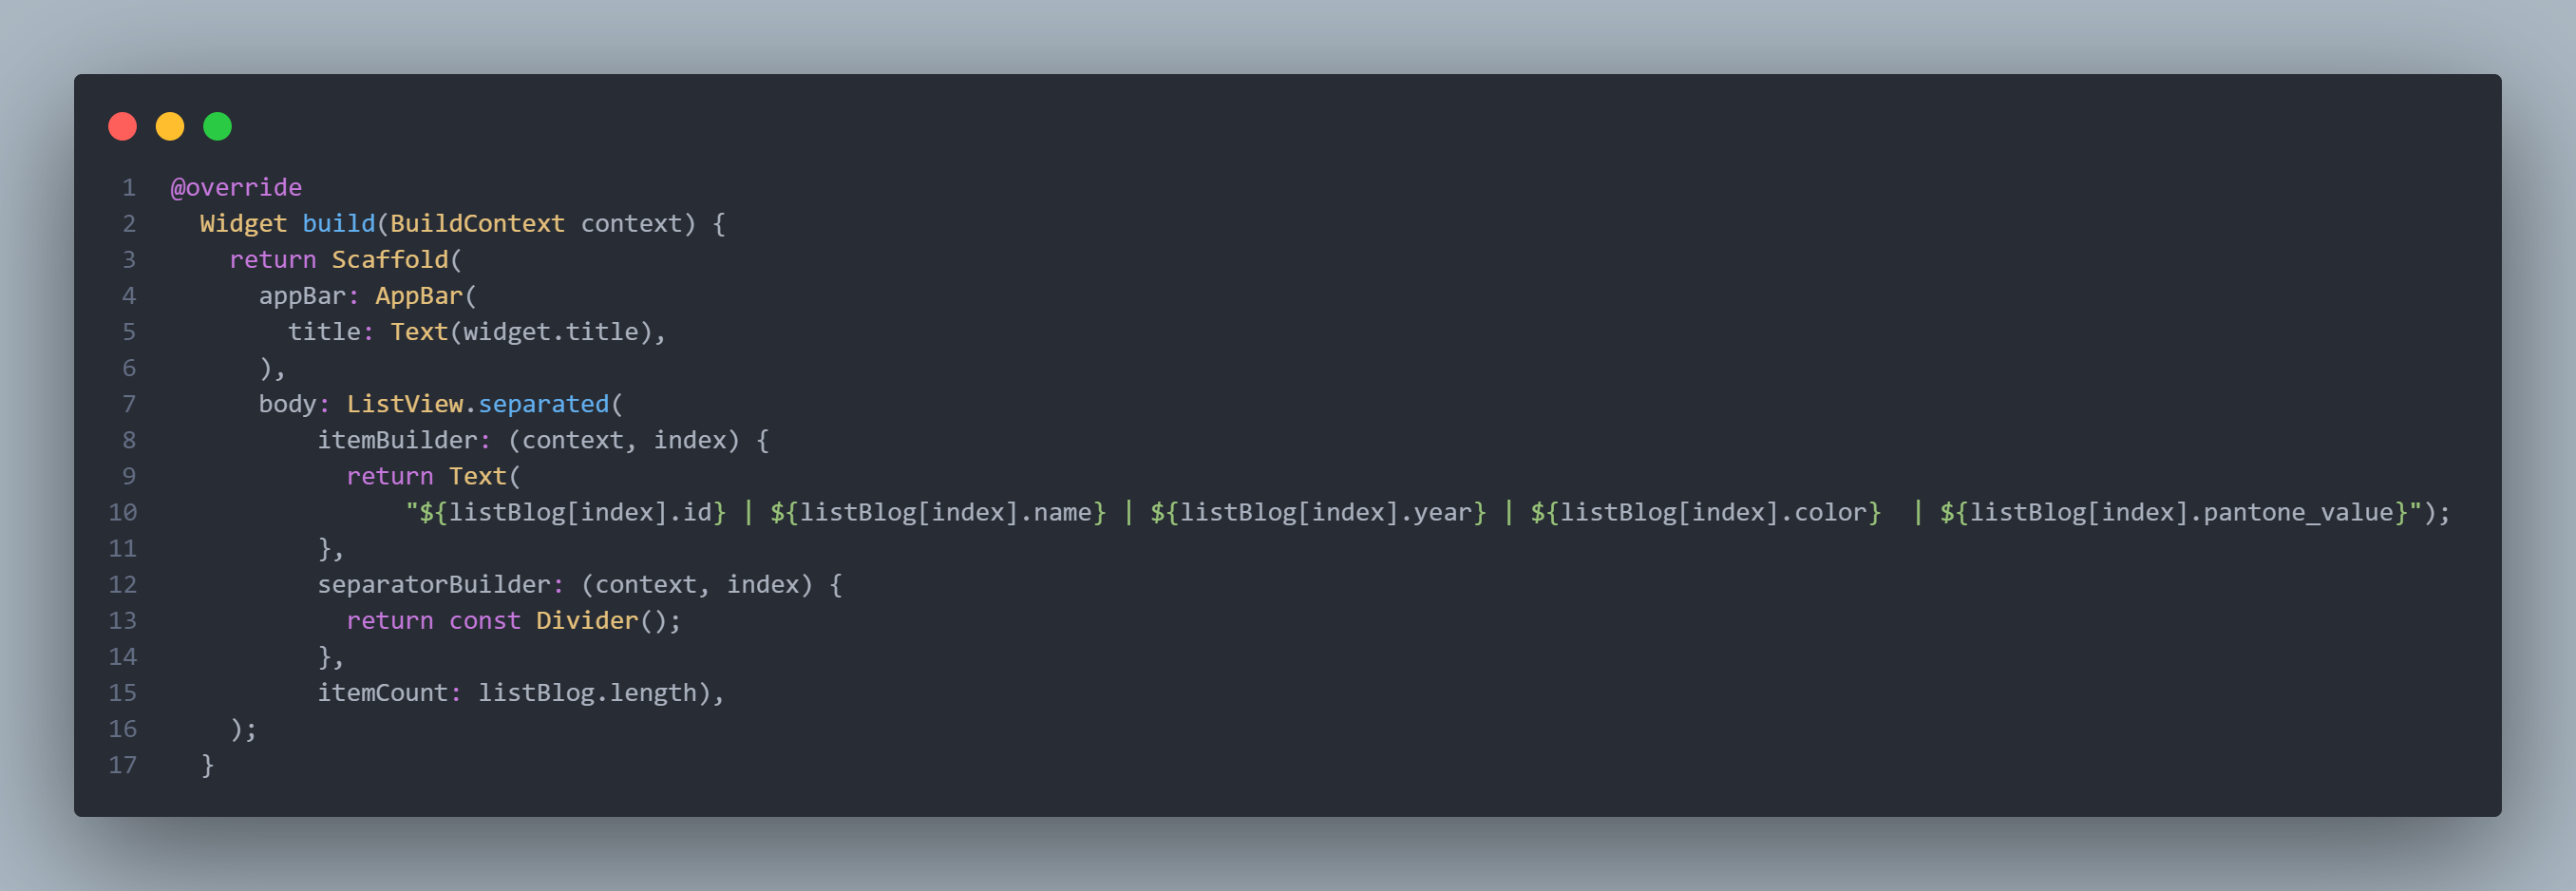 1 @override
2   Widget build(BuildContext context) {
3     return Scaffold(
4       appBar: AppBar(
5         title: Text(widget.title),
6       ),
7       body: ListView.separated(
8           itemBuilder: (context, index) {
9             return Text(
10                 "${listBlog[index].id} | ${listBlog[index].name} | ${listBlog[index].year} | ${listBlog[index].color}  | ${listBlog[index].pantone_value}");
11           },
12           separatorBuilder: (context, index) {
13             return const Divider();
14           },
15           itemCount: listBlog.length),
16     );
17   }